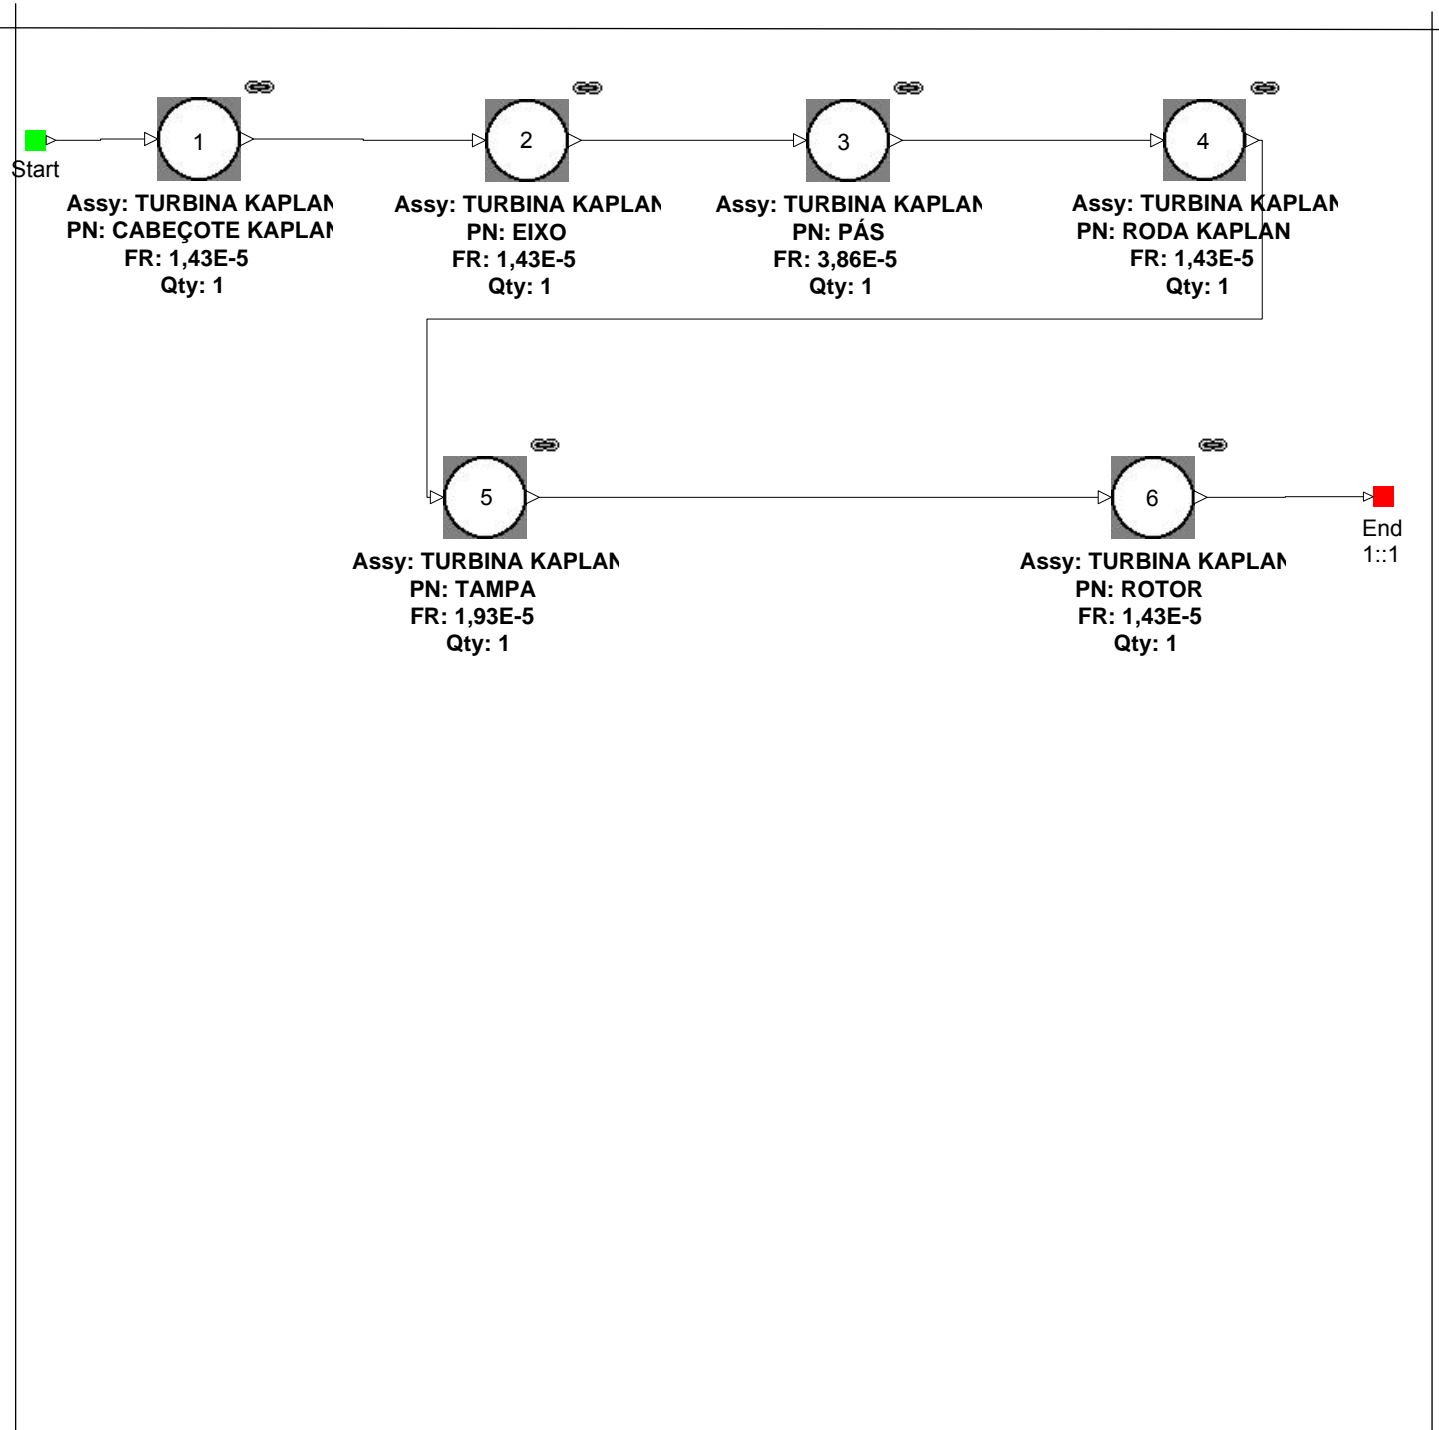 Start
1
Assy: TURBINA KAPLAN
PN: CABEÇOTE KAPLAN
FR: 1,43E-5
Qty: 1
2
Assy: TURBINA KAPLAN
PN: EIXO
FR: 1,43E-5
Qty: 1
3
Assy: TURBINA KAPLAN
PN: PÁS
FR: 3,86E-5
Qty: 1
4
Assy: TURBINA KAPLAN
PN: RODA KAPLAN
FR: 1,43E-5
Qty: 1
5
Assy: TURBINA KAPLAN
PN: TAMPA
FR: 1,93E-5
Qty: 1
6
Assy: TURBINA KAPLAN
PN: ROTOR
FR: 1,43E-5
Qty: 1
End
1::1